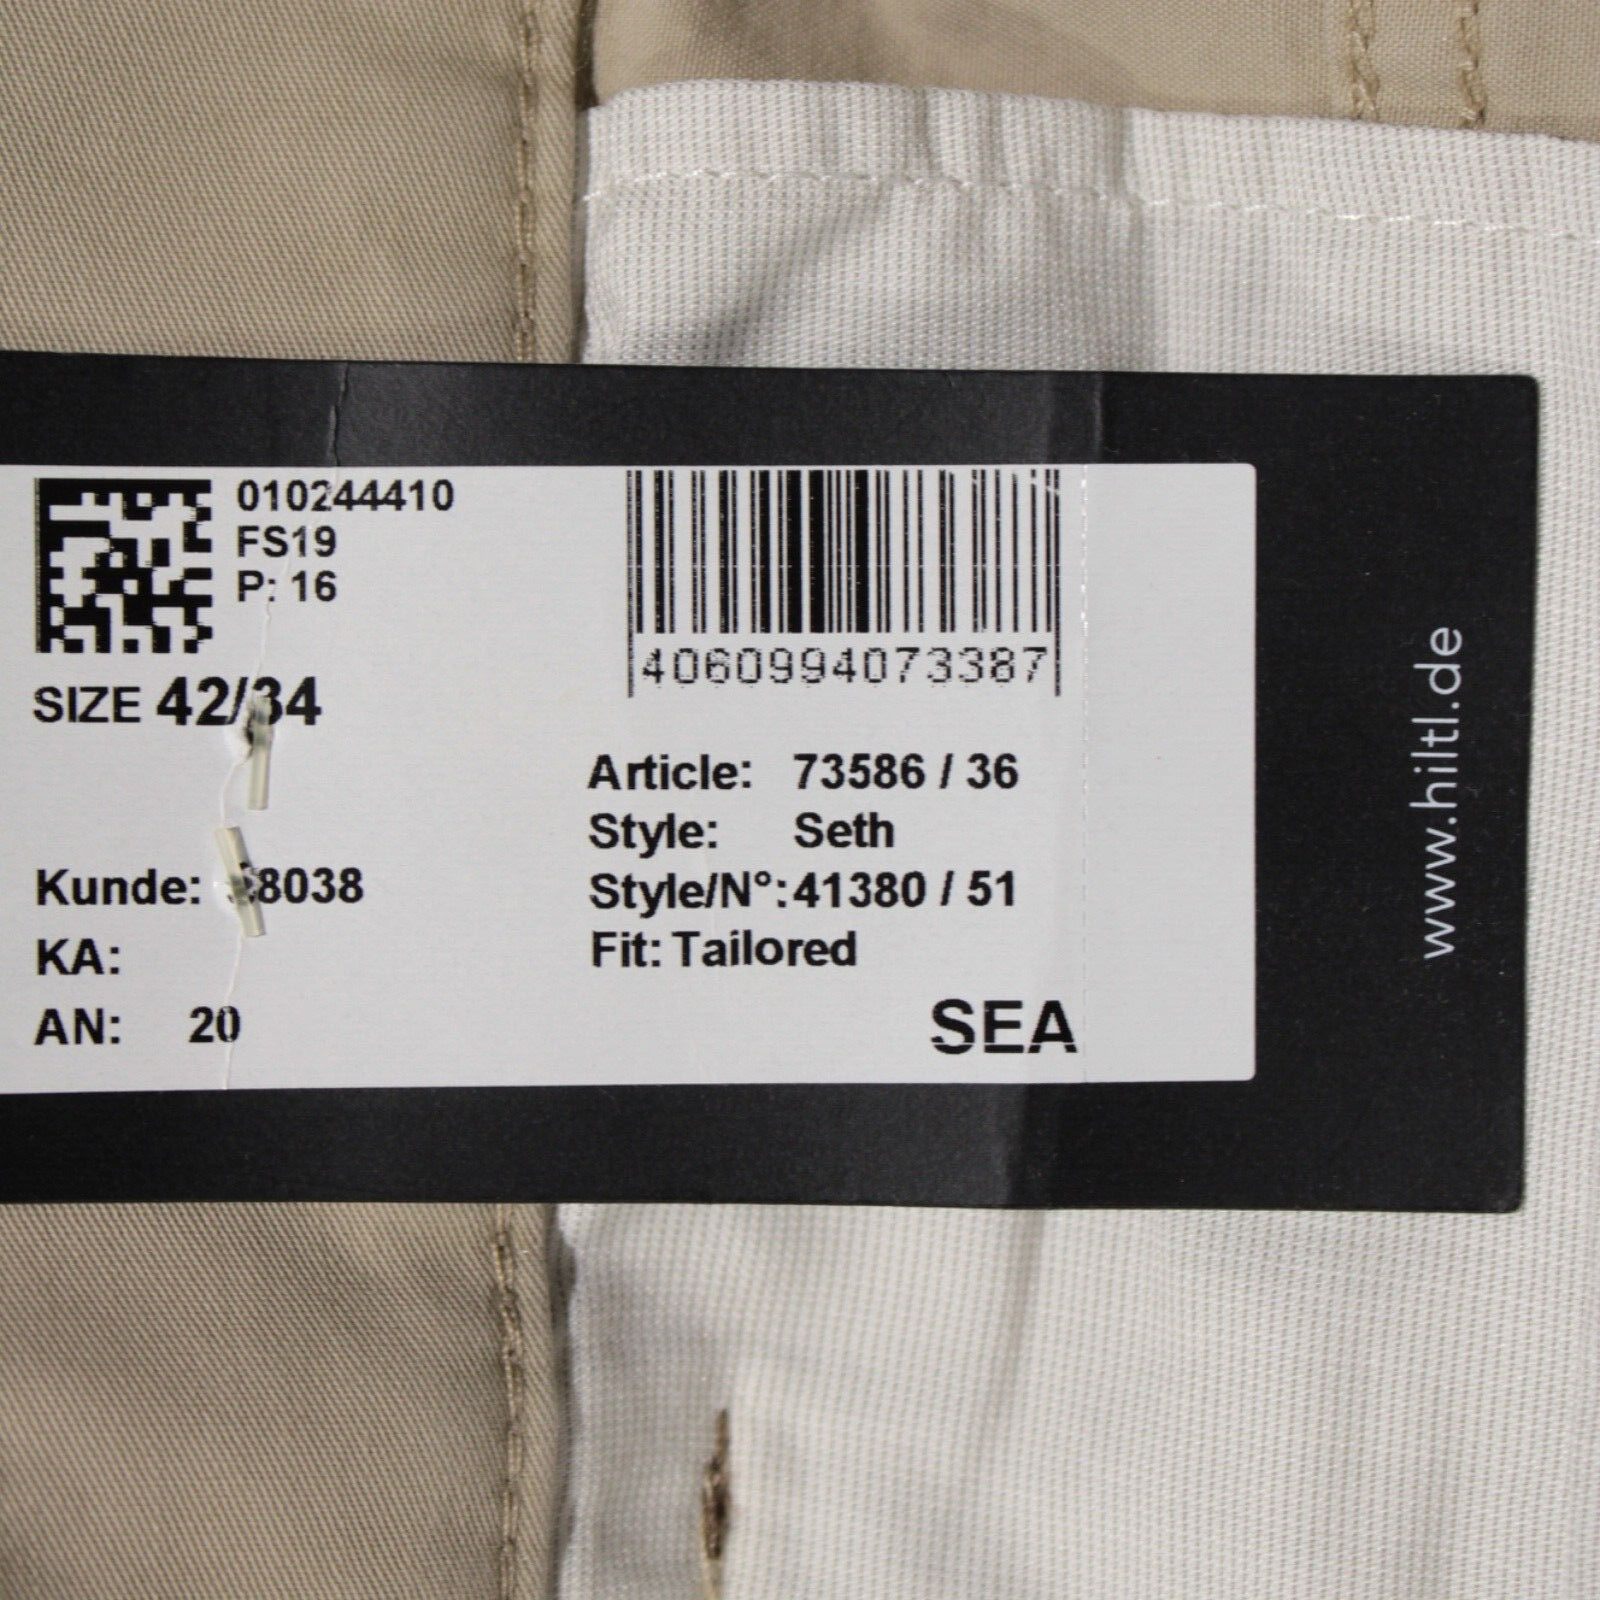 010244410
FS19
P: 16
SIZE 42/34
Kunde:
KA:
AN: 20
4060994073387
Article: 73586 / 36
Style: Seth
Style/N°: 41380 / 51
Fit: Tailored
SEA
www.hiltl.de